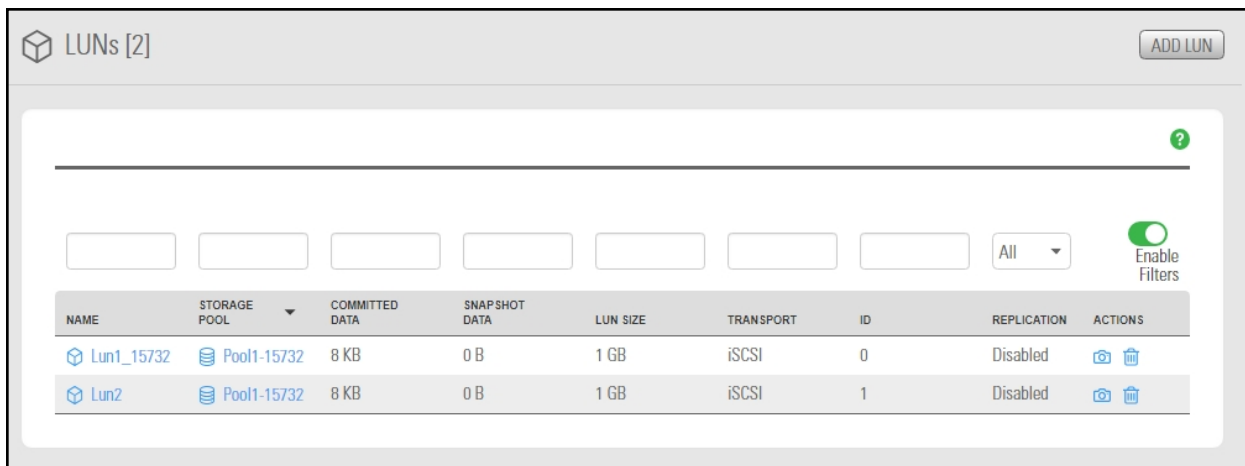 LUNs [2]
ADD LUN
?
All
Enable
Filters
NAME STORAGE POOL COMMITTED DATA SNAPSHOT DATA LUN SIZE TRANSPORT ID REPLICATION ACTIONS
Lun1_15732 Pool1-15732 8 KB 0 B 1 GB iSCSI 0 Disabled
Lun2 Pool1-15732 8 KB 0 B 1 GB iSCSI 1 Disabled